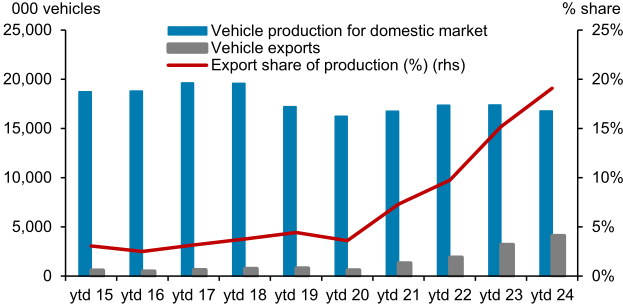 000 vehicles % share
25,000 25%
Vehicle production for domestic market
Vehicle exports
Export share of production (%) (rhs)
20,000 20%
15,000 15%
10,000 10%
5,000 5%
0 0%
ytd 15 ytd 16 ytd 17 ytd 18 ytd 19 ytd 20 ytd 21 ytd 22 ytd 23 ytd 24